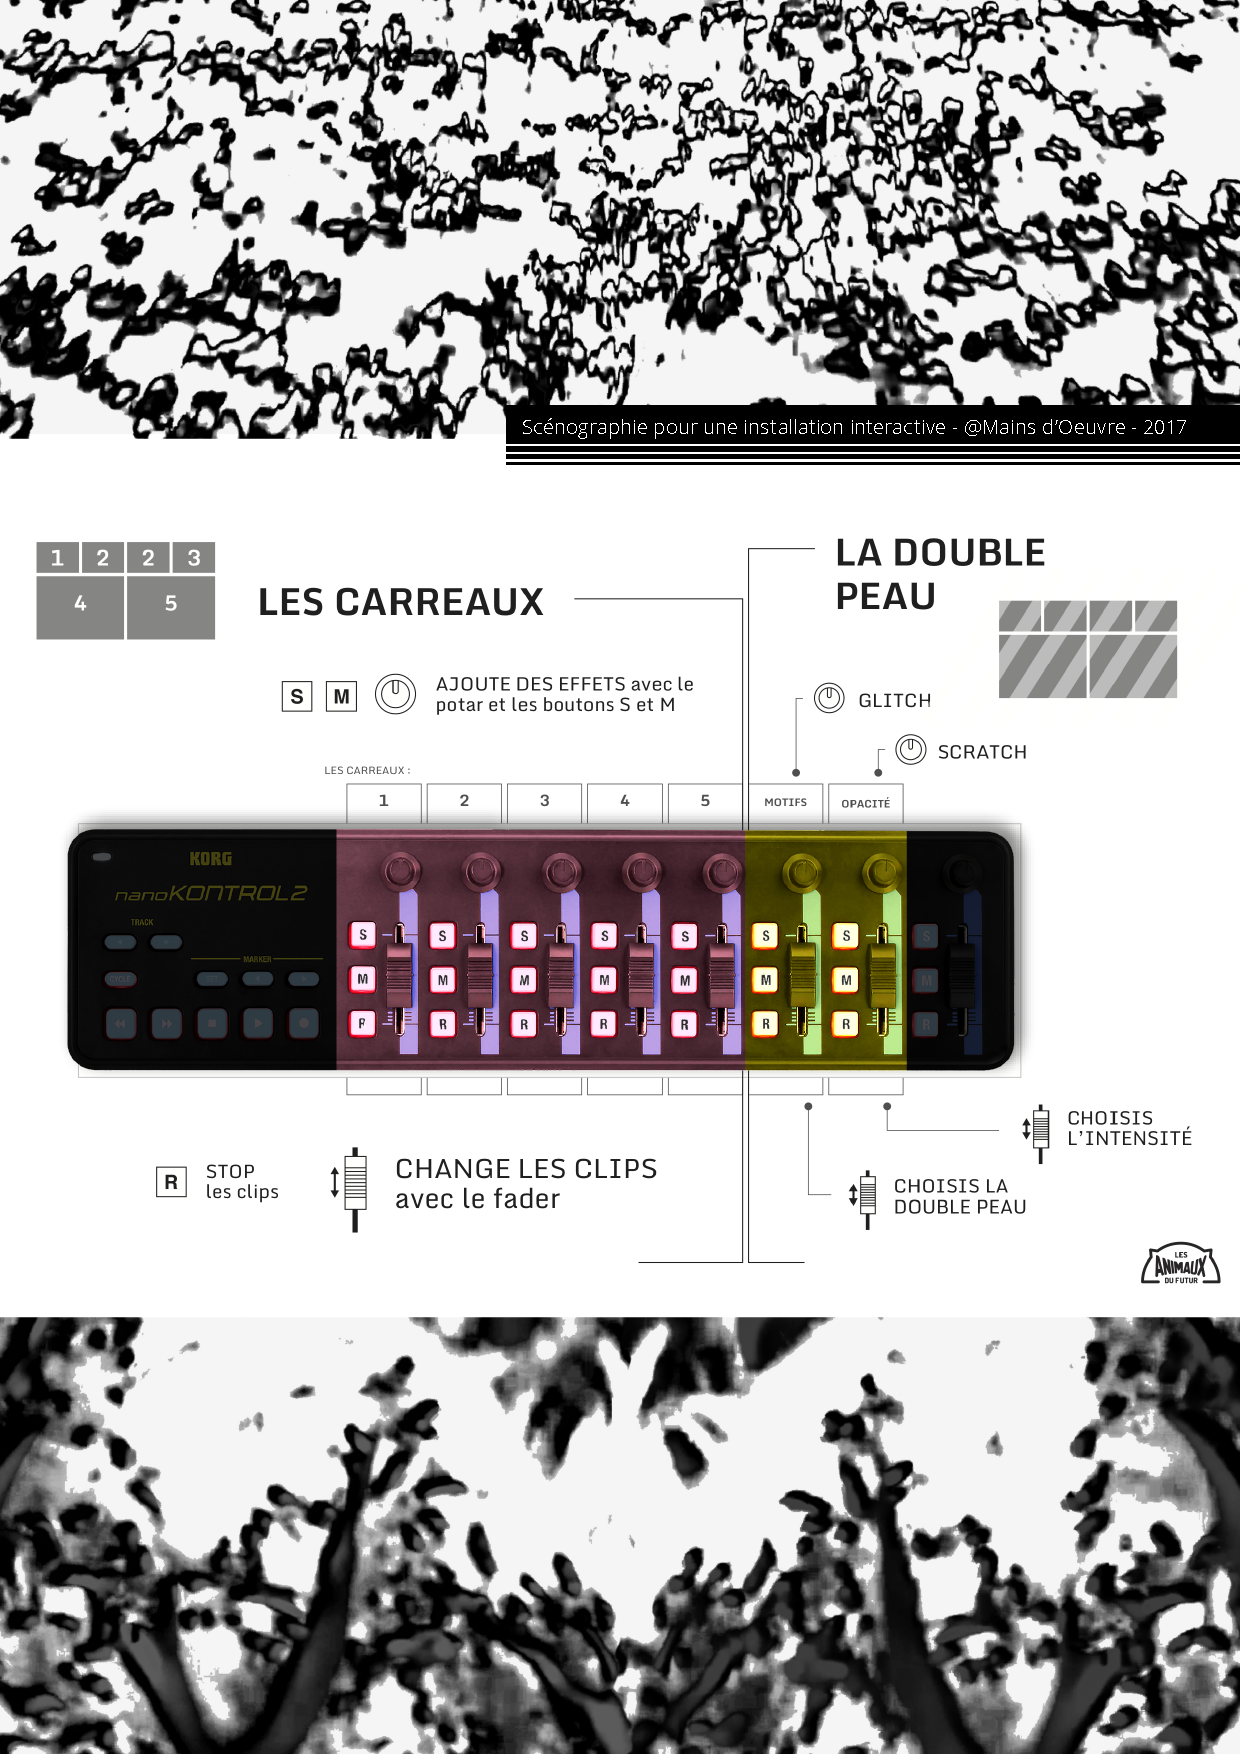 Scénographie pour une installation interactive - @Mains d'Oeuvre - 2017
1 2 2 3
4 5
LES CARREAUX
LA DOUBLE
PEAU
S M
AJOUTE DES EFFETS avec le
potar et les boutons S et M
GLITCH
SCRATCH
LES CARREAUX :
1 2 3 4 5 MOTIFS OPACITÉ
KORG
nanoKONTROL2
TRACK
S S S S S S S S
MARKER
CYCLE
SET
M M M M M M M M
R R R R R R R R
CHOISIS
L'INTENSITÉ
R
STOP
les clips
CHANGE LES CLIPS
avec le fader
CHOISIS LA
DOUBLE PEAU
LES
ANIMAUX
DU FUTUR